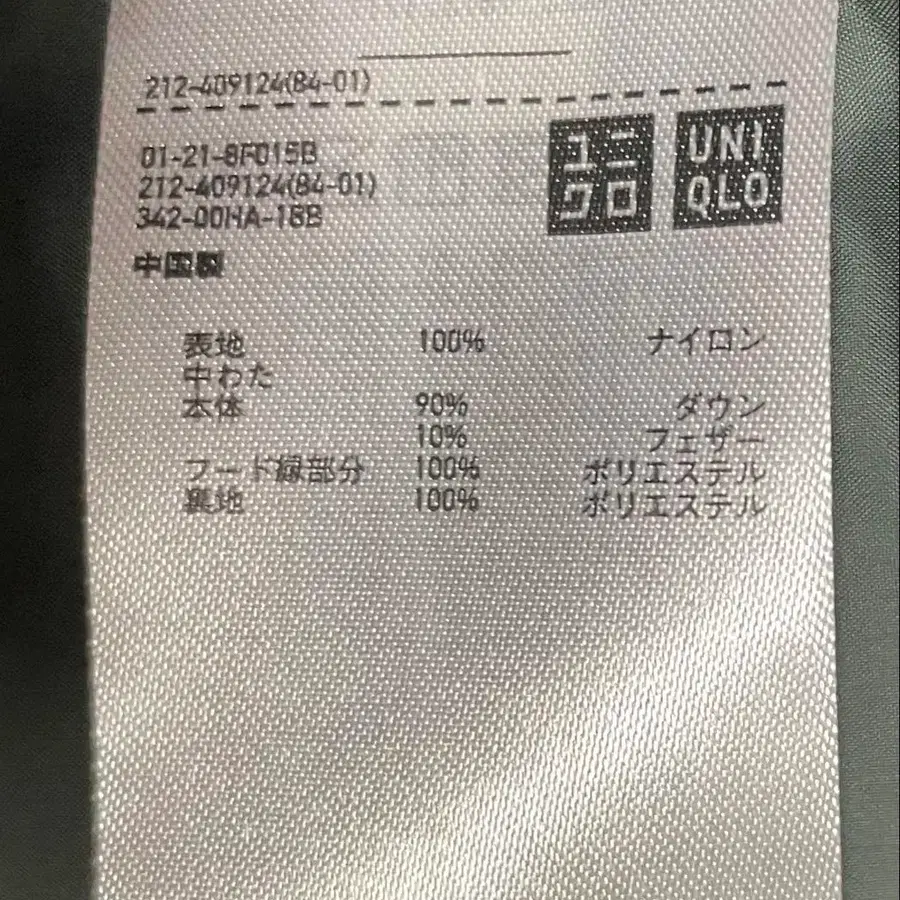 212-409124(84-01)
01-21-8F015B
212-409124(84-01)
342-00HA-18B
ユニクロ
UNIQLO
中国製
表地 100% ナイロン
中わた
本体 90% ダウン
10% フェザー
フード縁部分 100% ポリエステル
裏地 100% ポリエステル